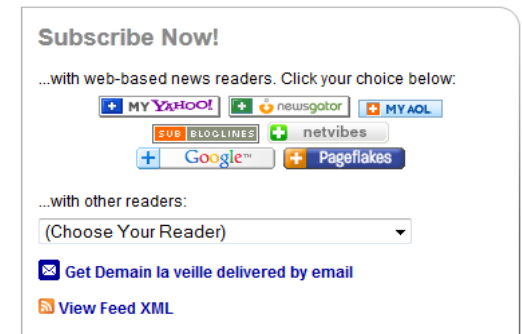 Subscribe Now!
...with web-based news readers. Click your choice below:
MY YAHOO! newsgator MY AOL
SUB BLOGLINES netvibes
Google™ Pageflakes
...with other readers:
(Choose Your Reader)
Get Demain la veille delivered by email
View Feed XML